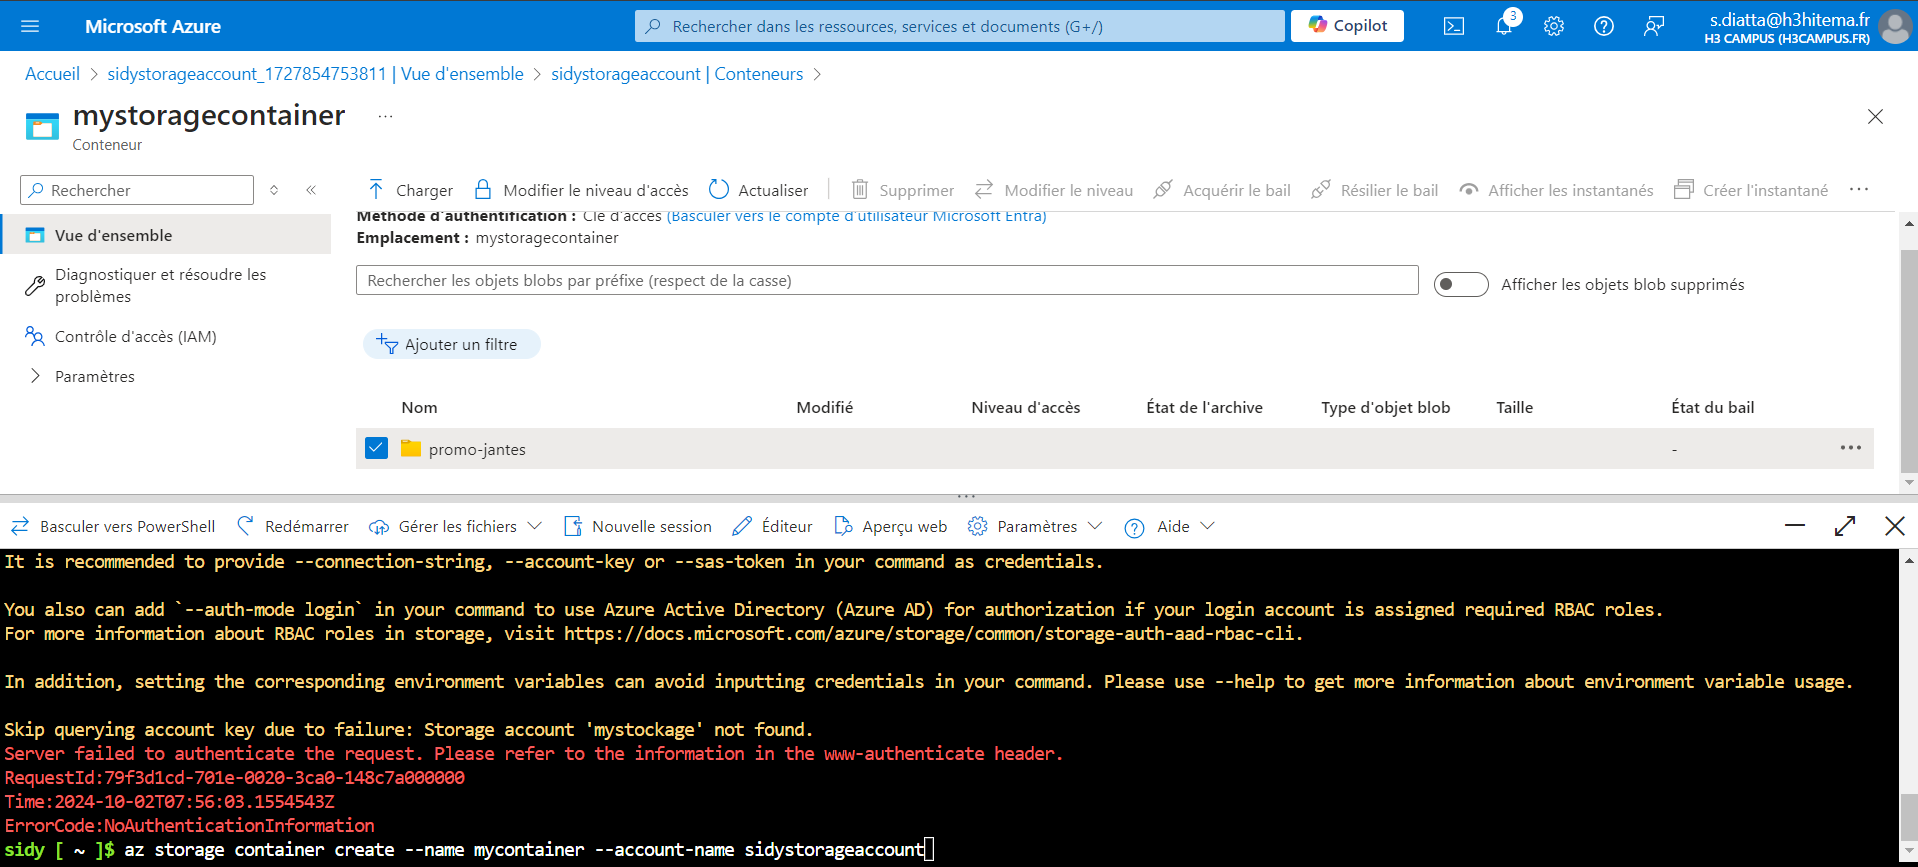 Microsoft Azure
Rechercher dans les ressources, services et documents (G+/)
Copilot
3
s.diatta@h3hitema.fr
H3 CAMPUS (H3CAMPUS.FR)
Accueil > sidystorageaccount_1727854753811 | Vue d'ensemble > sidystorageaccount | Conteneurs >
mystoragecontainer ...
Conteneur
Rechercher
Charger Modifier le niveau d'accès Actualiser Supprimer Modifier le niveau Acquérir le bail Résilier le bail Afficher les instantanés Créer l'instantané ...
Vue d'ensemble
Diagnostiquer et résoudre les
problèmes
Contrôle d'accès (IAM)
Paramètres
Méthode d'authentification : Clé d'accès (Basculer vers le compte d'utilisateur Microsoft Entra)
Emplacement : mystoragecontainer
Rechercher les objets blobs par préfixe (respect de la casse)
Afficher les objets blob supprimés
Ajouter un filtre
Nom Modifié Niveau d'accès État de l'archive Type d'objet blob Taille État du bail
promo-jantes - ...
Basculer vers PowerShell Redémarrer Gérer les fichiers Nouvelle session Éditeur Aperçu web Paramètres Aide
It is recommended to provide --connection-string, --account-key or --sas-token in your command as credentials.
You also can add `--auth-mode login` in your command to use Azure Active Directory (Azure AD) for authorization if your login account is assigned required RBAC roles.
For more information about RBAC roles in storage, visit https://docs.microsoft.com/azure/storage/common/storage-auth-aad-rbac-cli.
In addition, setting the corresponding environment variables can avoid inputting credentials in your command. Please use --help to get more information about environment variable usage.
Skip querying account key due to failure: Storage account 'mystockage' not found.
Server failed to authenticate the request. Please refer to the information in the www-authenticate header.
RequestId:79f3d1cd-701e-0020-3ca0-148c7a000000
Time:2024-10-02T07:56:03.1554543Z
ErrorCode:NoAuthenticationInformation
sidy [ ~ ]$ az storage container create --name mycontainer --account-name sidystorageaccount